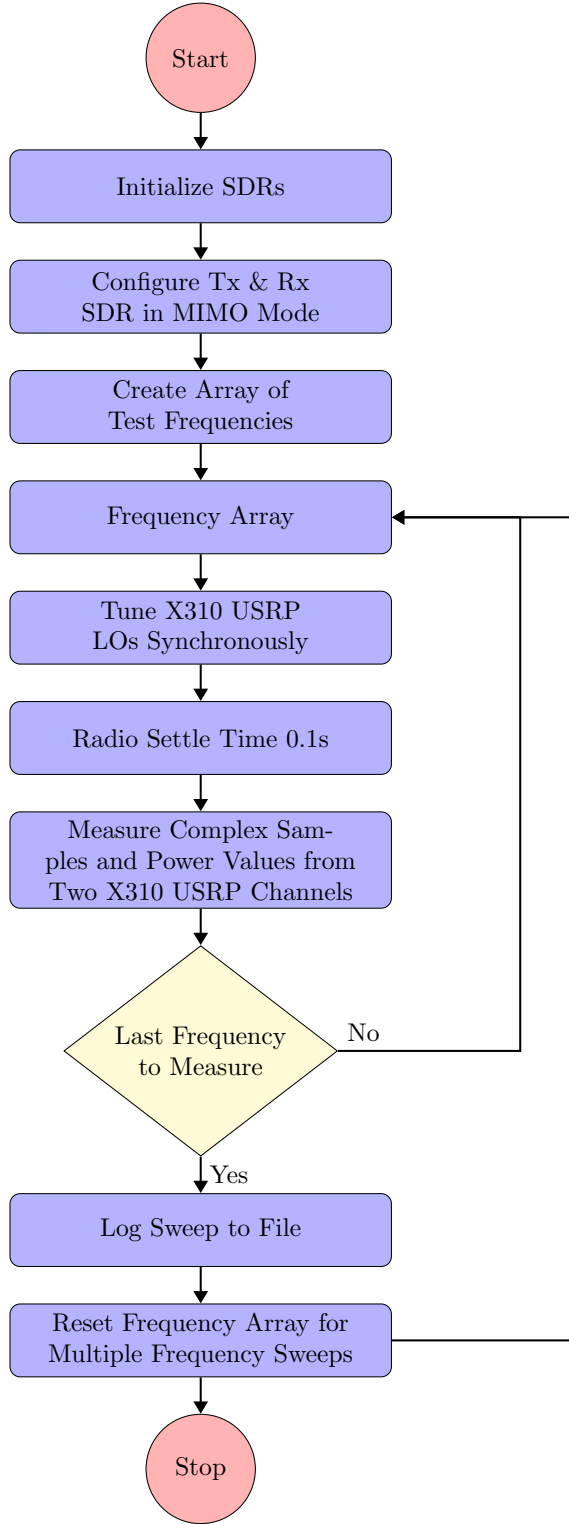 Start
Initialize SDRs
Configure Tx & Rx
SDR in MIMO Mode
Create Array of
Test Frequencies
Frequency Array
Tune X310 USRP
LOs Synchronously
Radio Settle Time 0.1s
Measure Complex Sam-
ples and Power Values from
Two X310 USRP Channels
Last Frequency
to Measure
No
Yes
Log Sweep to File
Reset Frequency Array for
Multiple Frequency Sweeps
Stop